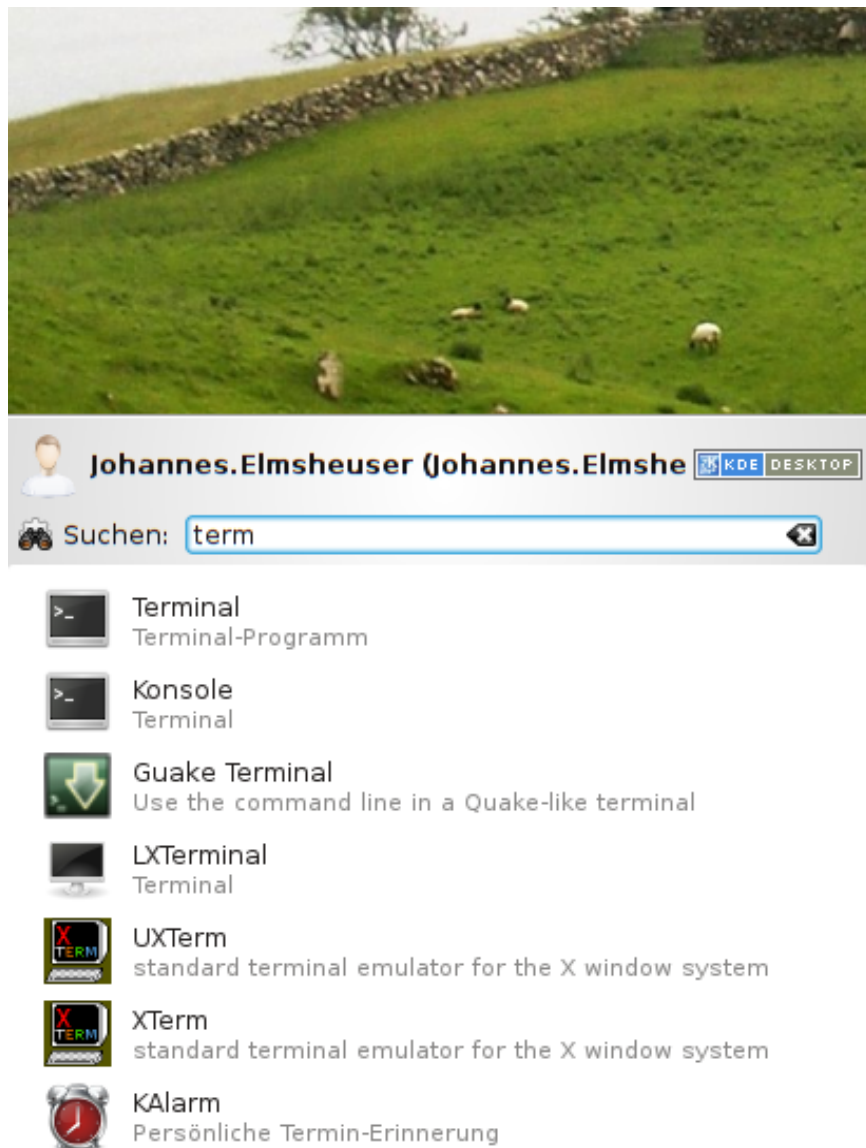 Johannes.Elmsheuser (Johannes.Elmshe KDE DESKTOP
Suchen: term
Terminal
Terminal-Programm
Konsole
Terminal
Guake Terminal
Use the command line in a Quake-like terminal
LXTerminal
Terminal
X TERM
UXTerm
standard terminal emulator for the X window system
X TERM
XTerm
standard terminal emulator for the X window system
KAlarm
Persönliche Termin-Erinnerung